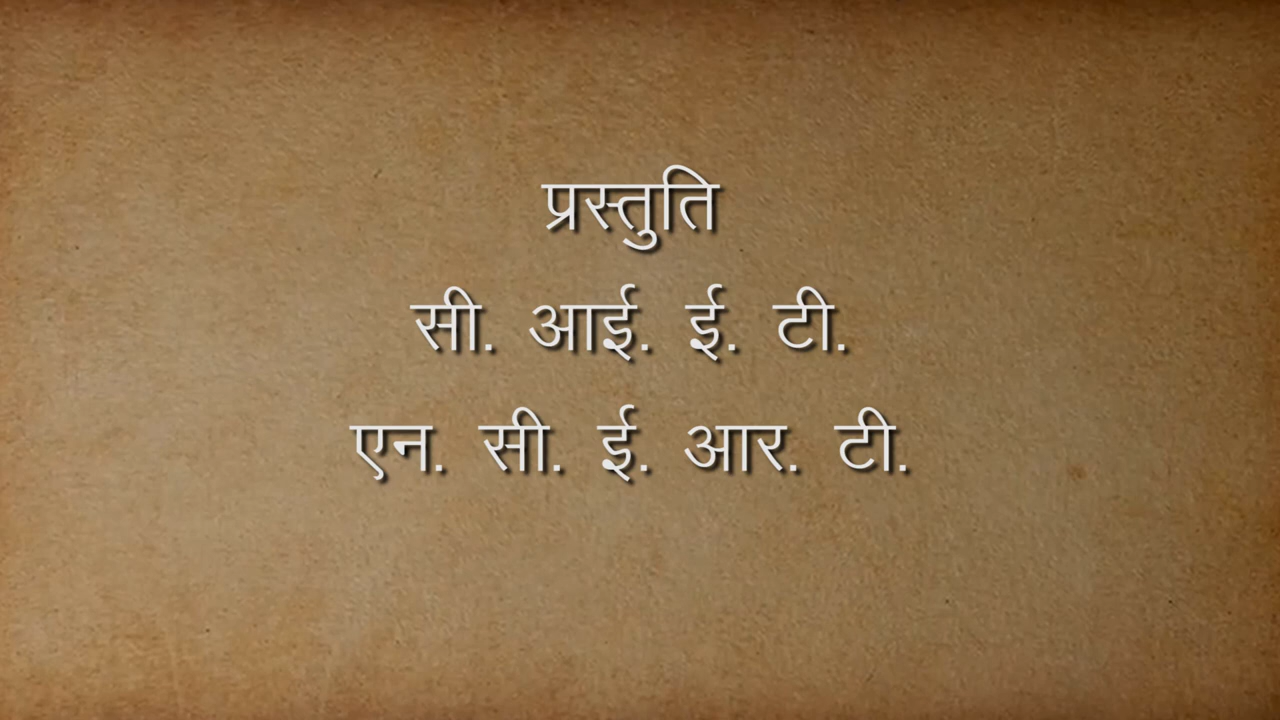 प्रस्तुति
सी. आई. ई. टी.
एन. सी. ई. आर. टी.